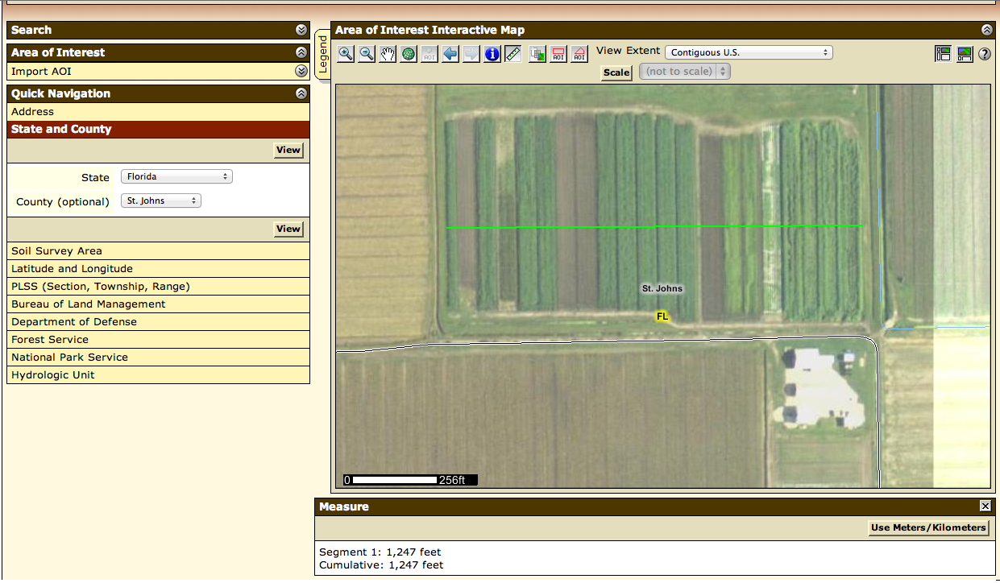 Search
Area of Interest
Import AOI
Quick Navigation
Address
State and County
View
State Florida
County (optional) St. Johns
View
Soil Survey Area
Latitude and Longitude
PLSS (Section, Township, Range)
Bureau of Land Management
Department of Defense
Forest Service
National Park Service
Hydrologic Unit
Legend
Area of Interest Interactive Map
AOI AOI AOI View Extent Contiguous U.S.
Scale (not to scale)
St. Johns
FL
0 256ft
Measure
Use Meters/Kilometers
Segment 1: 1,247 feet
Cumulative: 1,247 feet